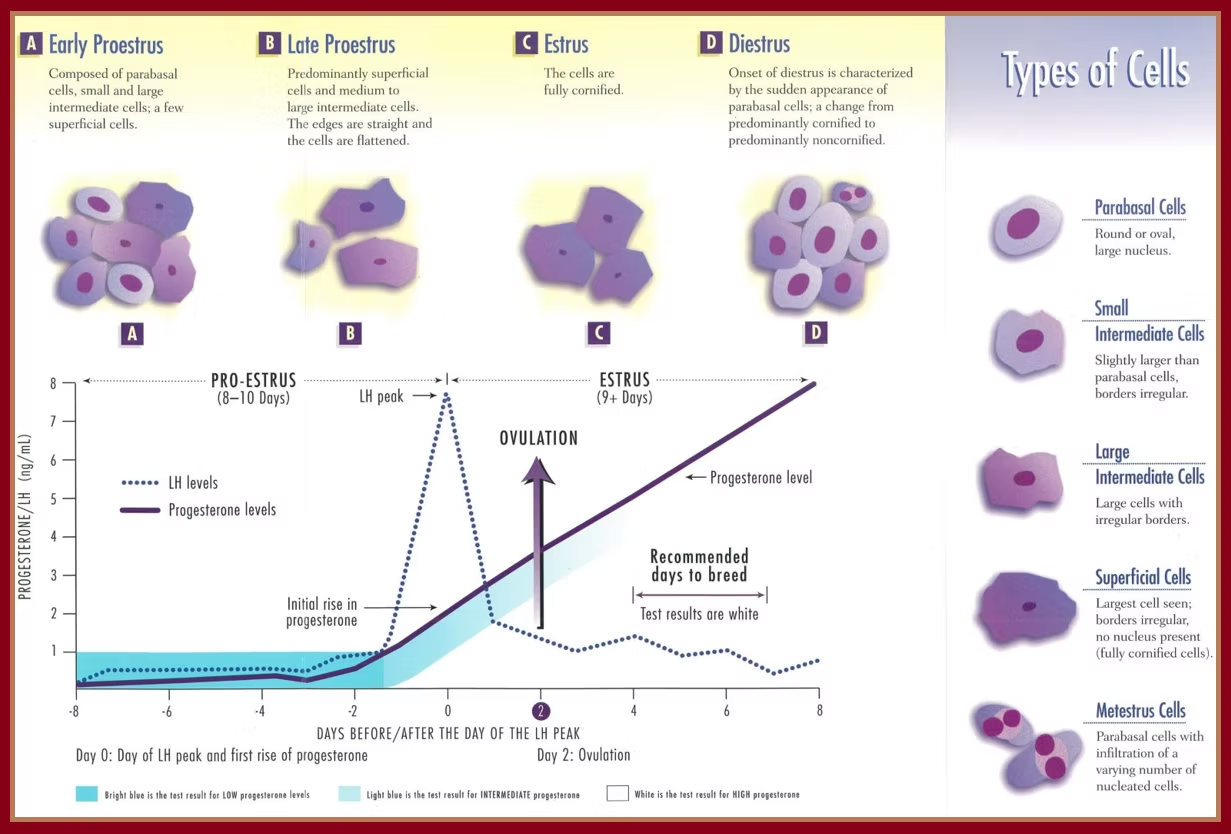 A Early Proestrus
Composed of parabasal
cells, small and large
intermediate cells; a few
superficial cells.
B Late Proestrus
Predominantly superficial
cells and medium to
large intermediate cells.
The edges are straight and
the cells are flattened.
C Estrus
The cells are
fully cornified.
D Diestrus
Onset of diestrus is characterized
by the sudden appearance of
parabasal cells; a change from
predominantly cornified to
predominantly noncornified.
A
B
C
D
PRO-ESTRUS
(8–10 Days)
ESTRUS
(9+ Days)
LH peak
OVULATION
LH levels
Progesterone levels
Progesterone level
Recommended
days to breed
Test results are white
Initial rise in
progesterone
PROGESTERONE/LH (ng/mL)
8
7
6
5
4
3
2
1
-8 -6 -4 -2 0 2 4 6 8
DAYS BEFORE/AFTER THE DAY OF THE LH PEAK
Day 0: Day of LH peak and first rise of progesterone
Day 2: Ovulation
Bright blue is the test result for LOW progesterone levels
Light blue is the test result for INTERMEDIATE progesterone
White is the test result for HIGH progesterone
Types of Cells
Parabasal Cells
Round or oval,
large nucleus.
Small
Intermediate Cells
Slightly larger than
parabasal cells,
borders irregular.
Large
Intermediate Cells
Large cells with
irregular borders.
Superficial Cells
Largest cell seen;
borders irregular,
no nucleus present
(fully cornified cells).
Metestrus Cells
Parabasal cells with
infiltration of a
varying number of
nucleated cells.